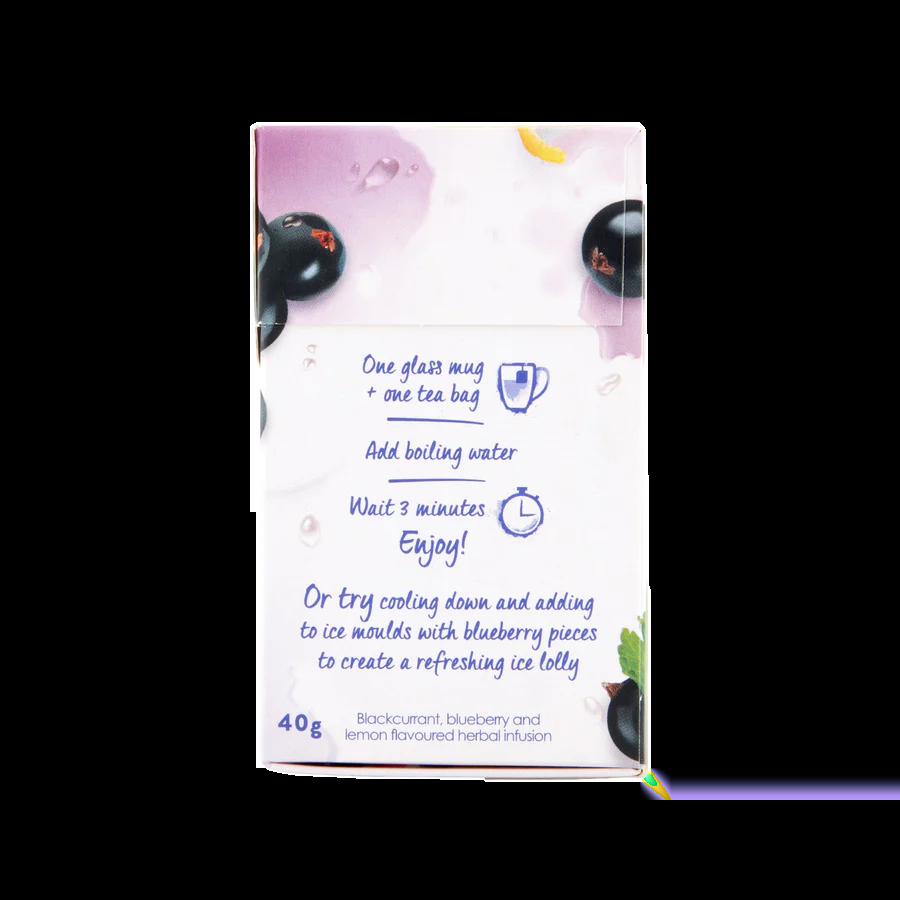 One glass mug
+ one tea bag
Add boiling water
Wait 3 minutes
Enjoy!
Or try cooling down and adding
to ice moulds with blueberry pieces
to create a refreshing ice lolly
40g
Blackcurrant, blueberry and
lemon flavoured herbal infusion